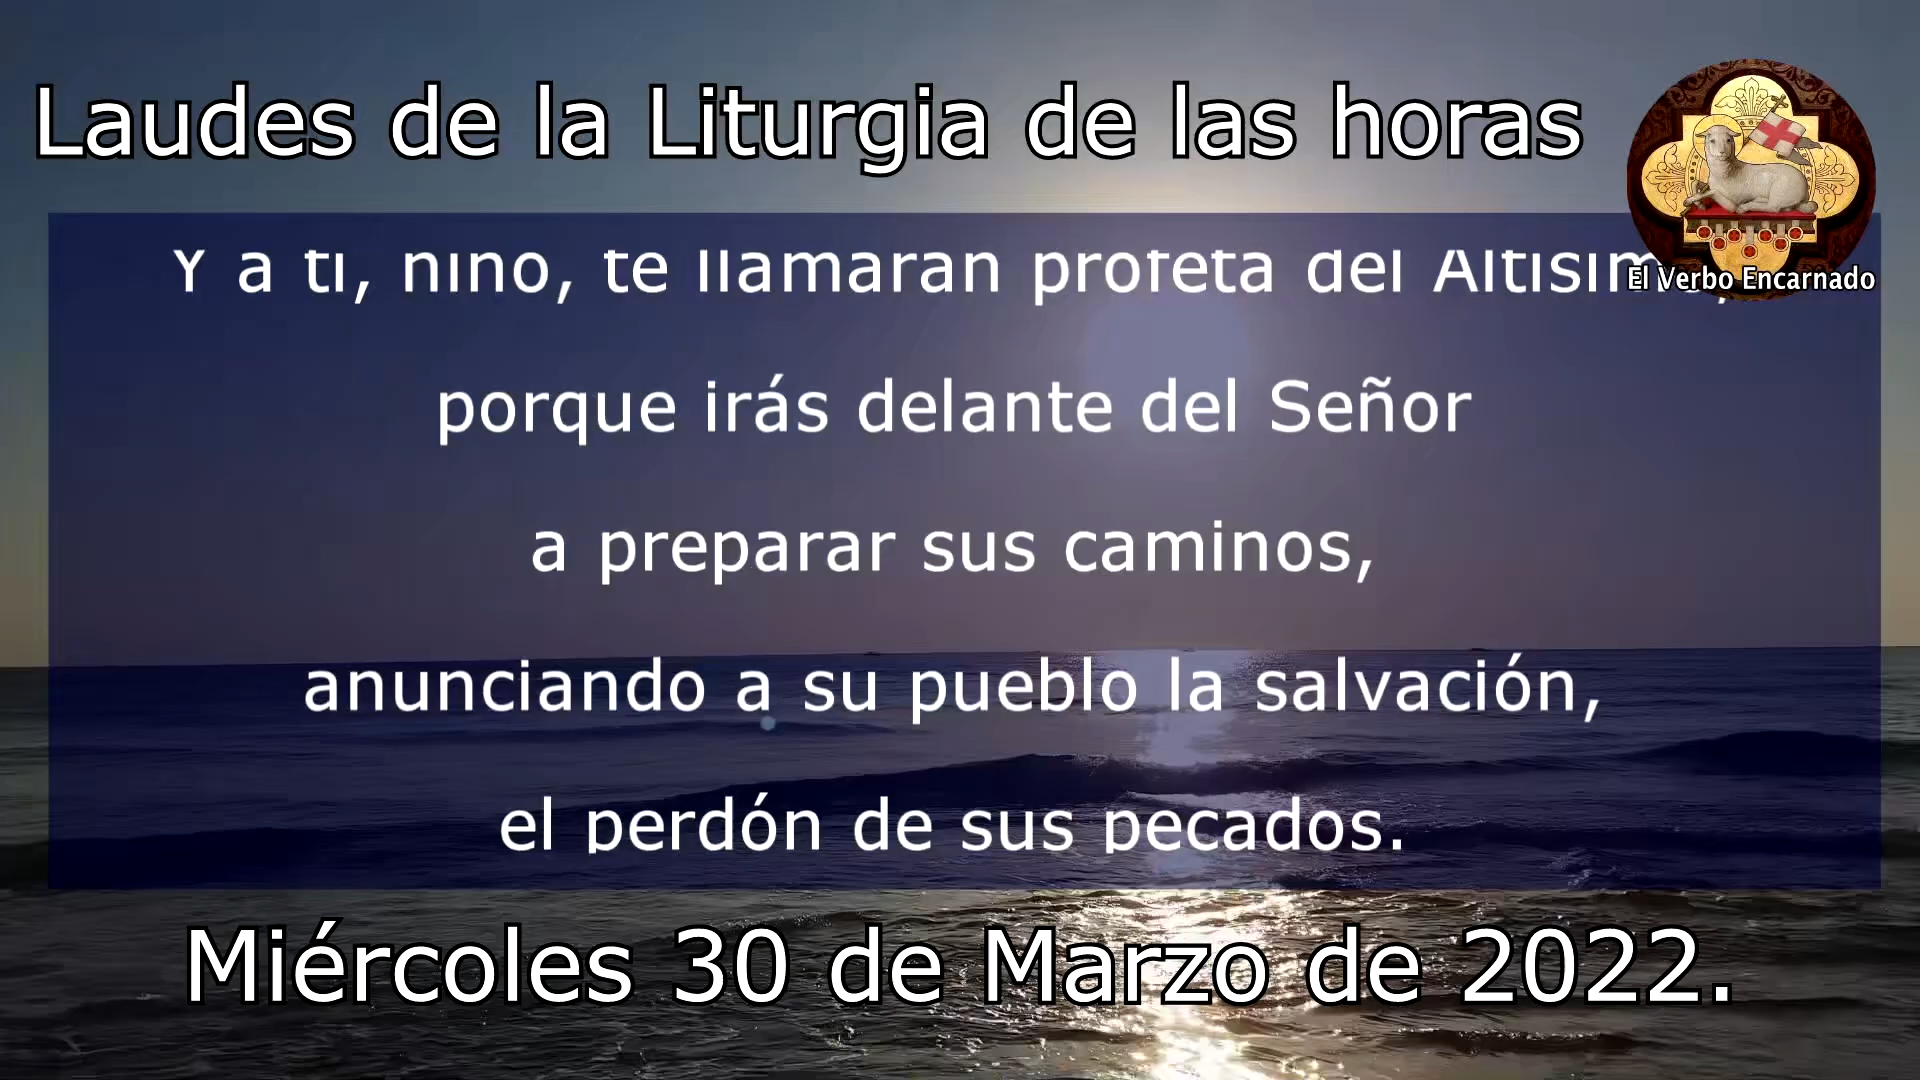 Laudes de la Liturgia de las horas
Y a ti, niño, te llamarán profeta del Altísimo,
El Verbo Encarnado
porque irás delante del Señor
a preparar sus caminos,
anunciando a su pueblo la salvación,
el perdón de sus pecados.
Miércoles 30 de Marzo de 2022.